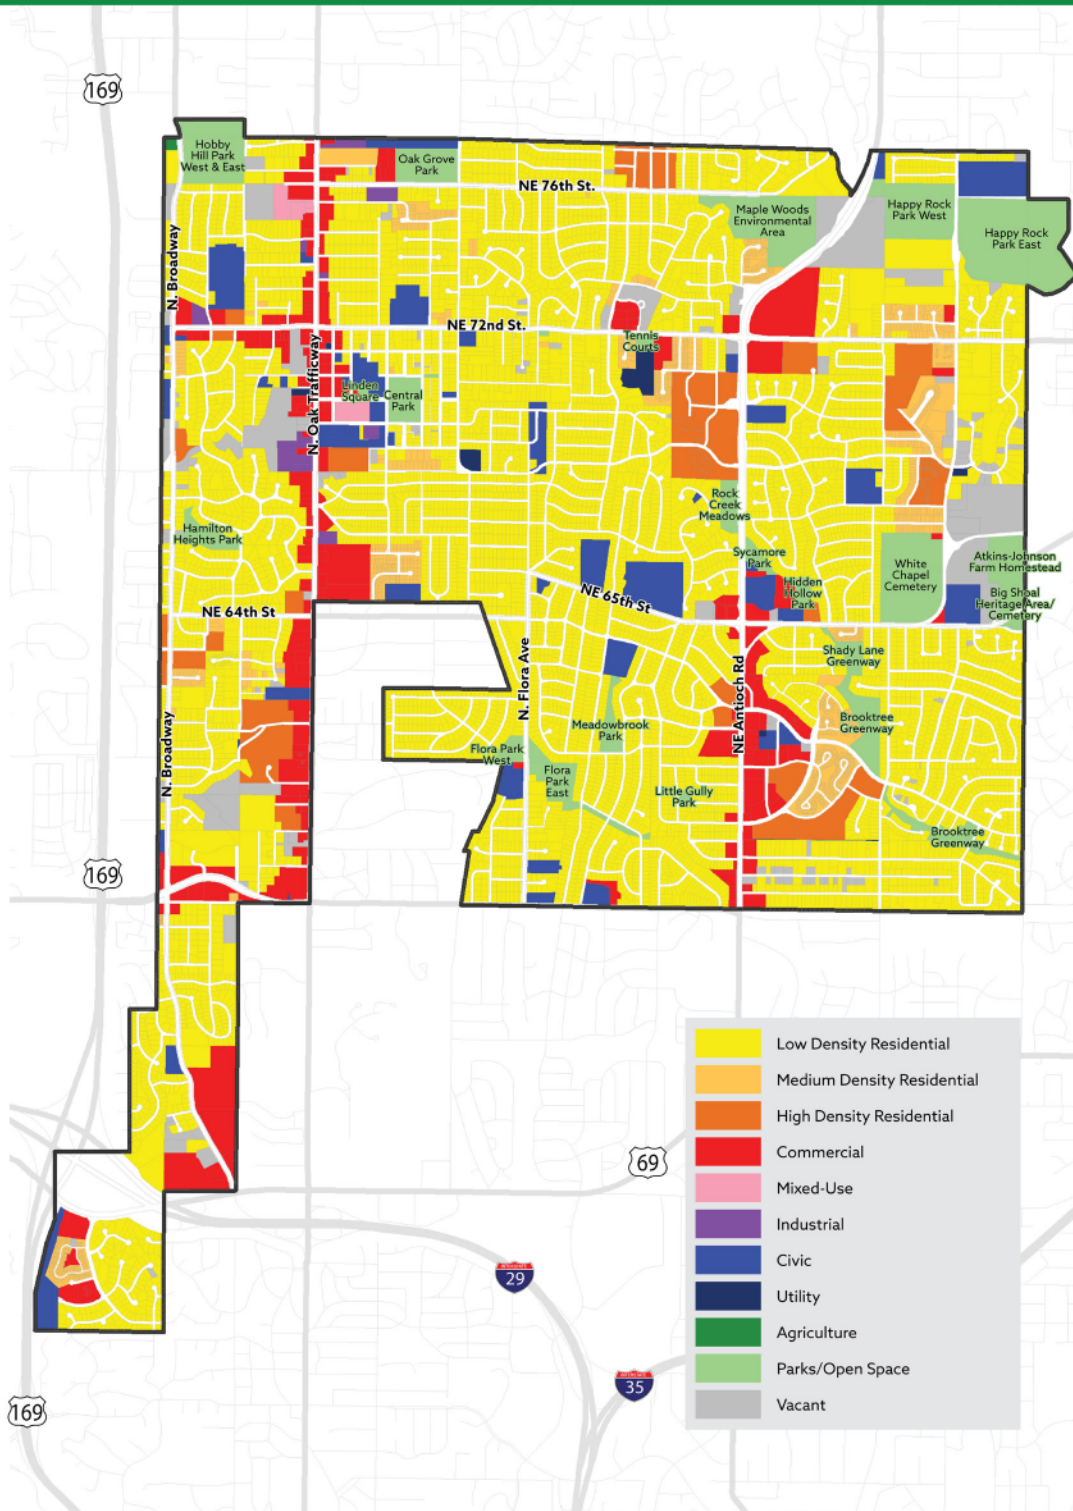 169
Hobby
Hill Park
West & East
Oak Grove
Park
NE 76th St.
Maple Woods
Environmental
Area
Happy Rock
Park West
Happy Rock
Park East
N. Broadway
NE 72nd St.
Tennis
Courts
N. Oak Trafficway
Linden
Square
Central
Park
Rock
Creek
Meadows
Hamilton
Heights Park
Sycamore
Park
Hidden
Hollow
Park
White
Chapel
Cemetery
Atkins-Johnson
Farm Homestead
Big Shoal
Heritage Area/
Cemetery
NE 64th St
NE 65th St
Shady Lane
Greenway
N. Flora Ave
NE Antioch Rd
Brooktree
Greenway
Meadowbrook
Park
N. Broadway
Flora Park
West
Flora
Park
East
Little Gully
Park
Brooktree
Greenway
169
Low Density Residential
Medium Density Residential
High Density Residential
Commercial
Mixed-Use
Industrial
Civic
Utility
Agriculture
Parks/Open Space
Vacant
69
INTERSTATE
29
INTERSTATE
35
169